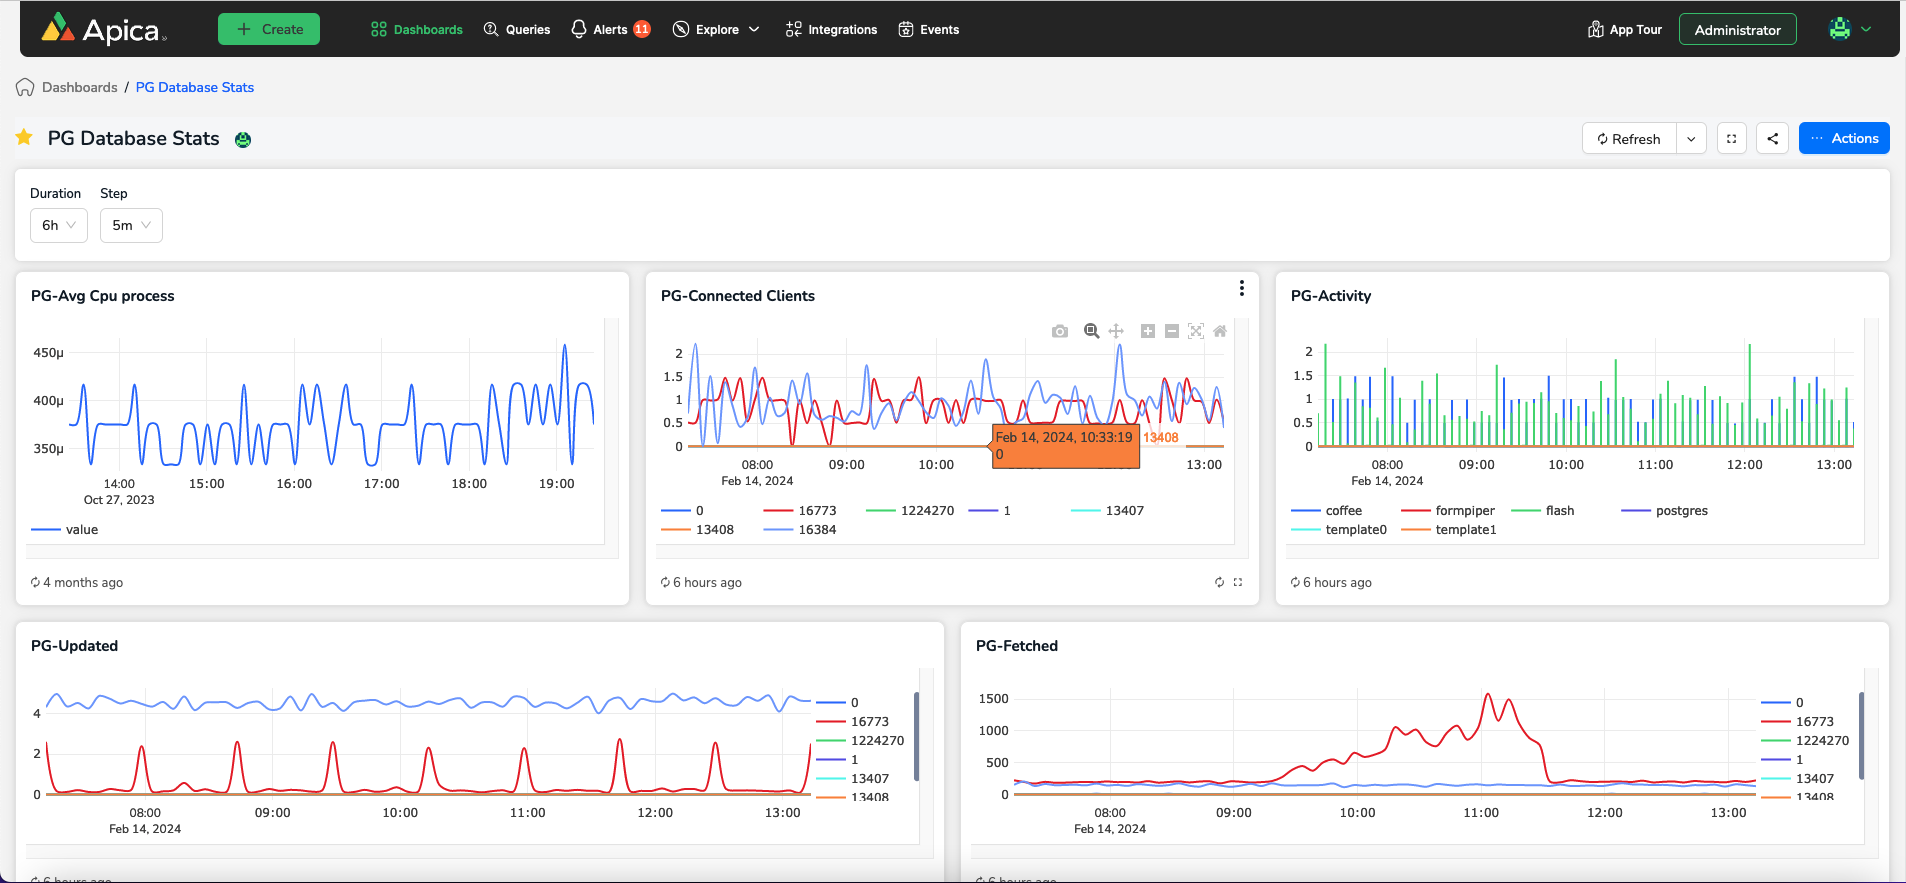 Apica
Create
Dashboards
Queries
Alerts 11
Explore
Integrations
Events
App Tour
Administrator
Dashboards / PG Database Stats
PG Database Stats
Refresh
Actions
Duration Step
6h 5m
PG-Avg Cpu process
450μ
400μ
350μ
14:00 15:00 16:00 17:00 18:00 19:00
Oct 27, 2023
value
4 months ago
PG-Connected Clients
2
1.5
1
0.5
0
Feb 14, 2024, 10:33:19
0
13408
08:00 09:00 10:00 13:00
Feb 14, 2024
0 16773 1224270 1 13407
13408 16384
6 hours ago
PG-Activity
2
1.5
1
0.5
0
08:00 09:00 10:00 11:00 12:00 13:00
Feb 14, 2024
coffee formpiper flash postgres
template0 template1
6 hours ago
PG-Updated
4
2
0
08:00 09:00 10:00 11:00 12:00 13:00
Feb 14, 2024
0
16773
1224270
1
13407
13408
6 hours ago
PG-Fetched
1500
1000
500
0
08:00 09:00 10:00 11:00 12:00 13:00
Feb 14, 2024
0
16773
1224270
1
13407
13408
6 hours ago